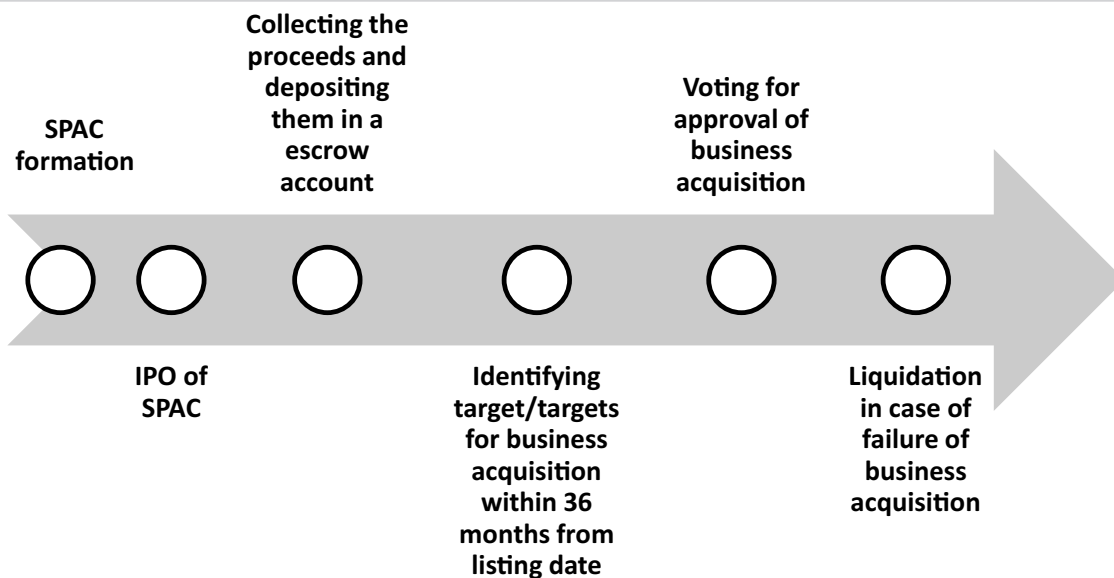 SPAC
formation
IPO of
SPAC
Collecting the
proceeds and
depositing
them in a
escrow
account
Identifying
target/targets
for business
acquisition
within 36
months from
listing date
Voting for
approval of
business
acquisition
Liquidation
in case of
failure of
business
acquisition